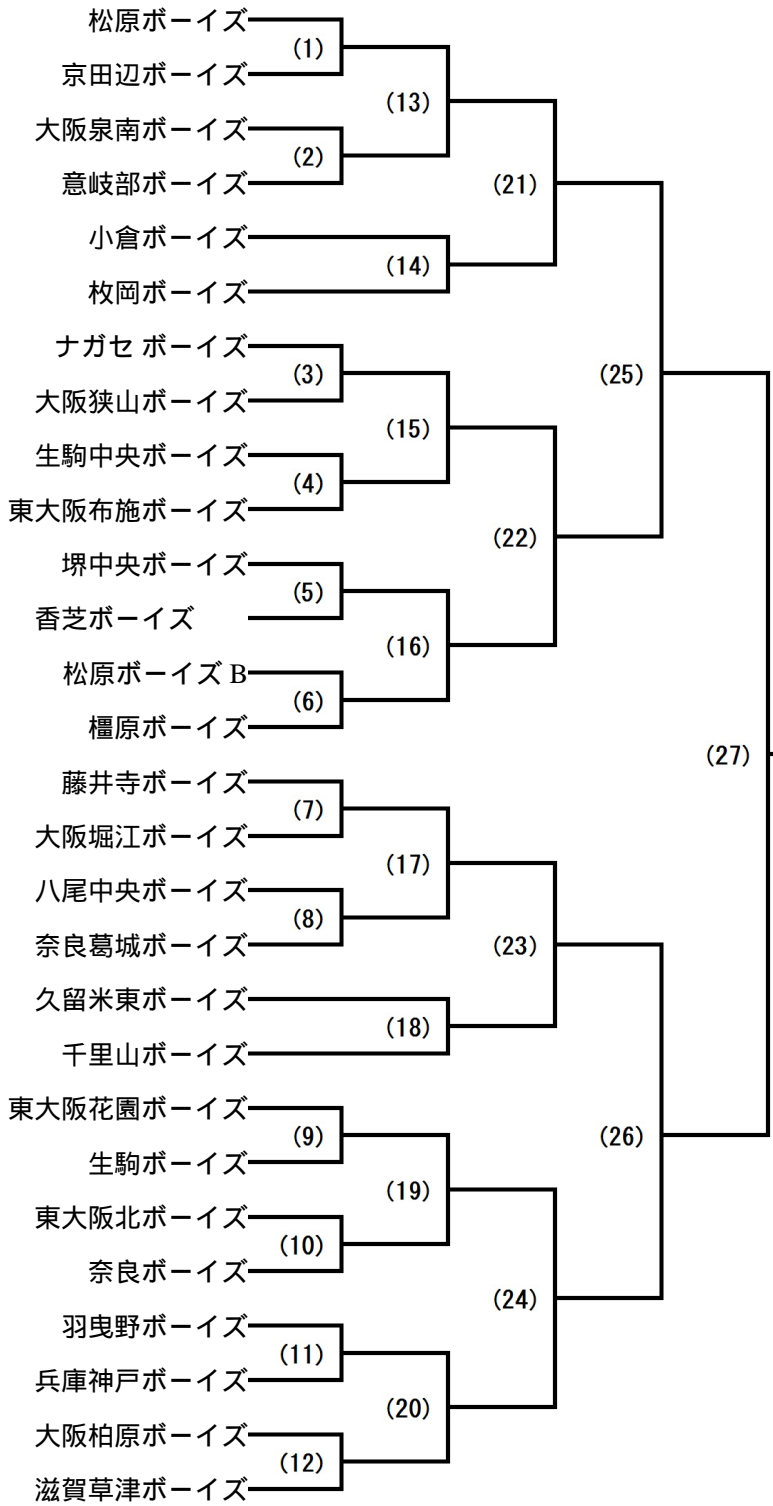 松原ボーイズ
(1)
京田辺ボーイズ
(13)
大阪泉南ボーイズ
(2)
意岐部ボーイズ
(21)
小倉ボーイズ
(14)
枚岡ボーイズ
ナガセ ボーイズ
(3)
(25)
大阪狭山ボーイズ
(15)
生駒中央ボーイズ
(4)
東大阪布施ボーイズ
(22)
堺中央ボーイズ
(5)
香芝ボーイズ
(16)
松原ボーイズ B
(6)
橿原ボーイズ
(27)
藤井寺ボーイズ
(7)
大阪堀江ボーイズ
(17)
八尾中央ボーイズ
(8)
奈良葛城ボーイズ
(23)
久留米東ボーイズ
(18)
千里山ボーイズ
東大阪花園ボーイズ
(9)
(26)
生駒ボーイズ
(19)
東大阪北ボーイズ
(10)
奈良ボーイズ
(24)
羽曳野ボーイズ
(11)
兵庫神戸ボーイズ
(20)
大阪柏原ボーイズ
(12)
滋賀草津ボーイズ